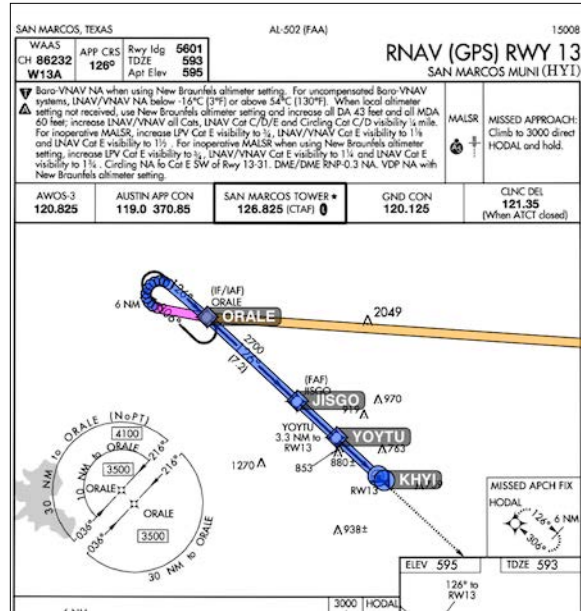 SAN MARCOS, TEXAS
AL-502 (FAA)
15008
WAAS
CH 86232
W13A
APP CRS
126°
Rwy ldg 5601
TDZE 593
Apt Elev 595
RNAV (GPS) RWY 13
SAN MARCOS MUNI (HYI)
Baro-VNAV NA when using New Braunfels altimeter setting. For uncompensated Baro-VNAV
systems, LNAV/VNAV NA below -16°C (3°F) or above 54°C (130°F). When local altimeter
setting not received, use New Braunfels altimeter setting and increase all DA 43 feet and all MDA
60 feet; increase LNAV/VNAV all Cats, LNAV Cat C/D/E and Circling Cat C/D visibility ¼ mile.
For inoperative MALSR, increase LPV Cat E visibility to ¾, LNAV/VNAV Cat E visibility to
and LNAV Cat E visibility to 1½. For inoperative MALSR when using New Braunfels altimeter
setting, increase LPV Cat E visibility to LNAV/VNAV Cat E visibility to 1¼ and LNAV Cat E
visibility to Circling NA to Cat E SW of Rwy 13-31. DME/DME RNP-0.3 NA. VDP NA with
New Braunfels altimeter setting.
MALSR
MISSED APPROACH:
Climb to 3000 direct
HODAL and hold.
AWOS-3
120.825
AUSTIN APP CON
119.0 370.85
SAN MARCOS TOWER ★
126.825 (CTAF)
GND CON
120.125
CLNC DEL
121.35
(When ATCT closed)
6 NM
126°
(IF/IAF)
ORALE
ORALE
2049
2700
126°
(7.2)
(FAF)
JISGO
JISGO
970
919
YOYTU
3.3 NM to
RW13
YOYTU
763
853
880±
1270
KHYI
RW13
938±
30 NM to ORALE (NoPT)
4100
216°
10 NM to ORALE
3500
216°
ORALE
036°
ORALE
036°
3500
30 NM to ORALE
MISSED APCH FIX
HODAL
6 NM
126°
306°
ELEV 595
TDZE 593
126° to
RW13
3000
HODAL